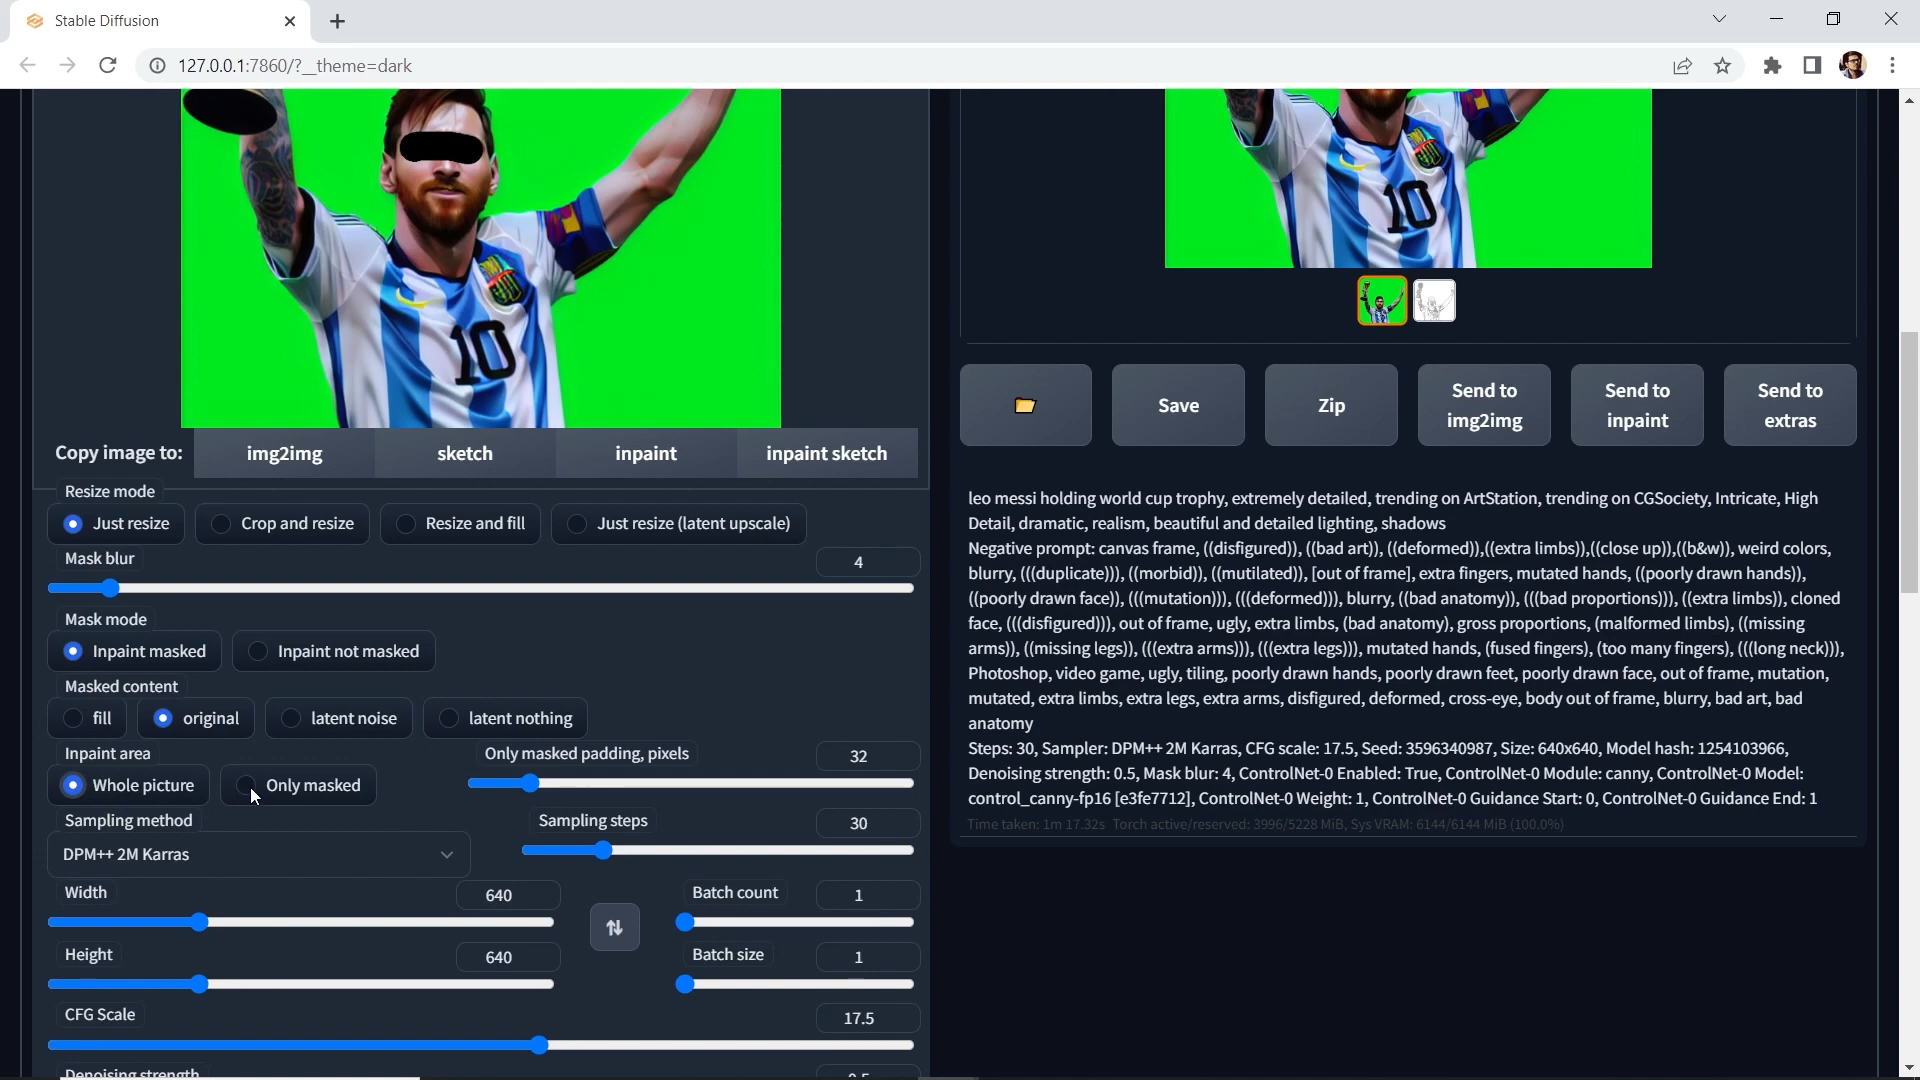 Stable Diffusion
127.0.0.1:7860/?__theme=dark
10
10
Copy image to:
img2img
sketch
inpaint
inpaint sketch
Save
Zip
Send to
img2img
Send to
inpaint
Send to
extras
Resize mode
Just resize
Crop and resize
Resize and fill
Just resize (latent upscale)
Mask blur
4
Mask mode
Inpaint masked
Inpaint not masked
Masked content
fill
original
latent noise
latent nothing
Inpaint area
Whole picture
Only masked
Only masked padding, pixels
32
Sampling method
DPM++ 2M Karras
Sampling steps
30
Width
640
Batch count
1
Height
640
Batch size
1
CFG Scale
17.5
Denoising strength
0.5
leo messi holding world cup trophy, extremely detailed, trending on ArtStation, trending on CGSociety, Intricate, High
Detail, dramatic, realism, beautiful and detailed lighting, shadows
Negative prompt: canvas frame, ((disfigured)), ((bad art)), ((deformed)),((extra limbs)),((close up)),((b&w)), weird colors,
blurry, (((duplicate))), ((morbid)), ((mutilated)), [out of frame], extra fingers, mutated hands, ((poorly drawn hands)),
((poorly drawn face)), (((mutation))), (((deformed))), blurry, ((bad anatomy)), (((bad proportions))), ((extra limbs)), cloned
face, (((disfigured))), out of frame, ugly, extra limbs, (bad anatomy), gross proportions, (malformed limbs), ((missing
arms)), ((missing legs)), (((extra arms))), (((extra legs))), mutated hands, (fused fingers), (too many fingers), (((long neck))),
Photoshop, video game, ugly, tiling, poorly drawn hands, poorly drawn feet, poorly drawn face, out of frame, mutation,
mutated, extra limbs, extra legs, extra arms, disfigured, deformed, cross-eye, body out of frame, blurry, bad art, bad
anatomy
Steps: 30, Sampler: DPM++ 2M Karras, CFG scale: 17.5, Seed: 3596340987, Size: 640x640, Model hash: 1254103966,
Denoising strength: 0.5, Mask blur: 4, ControlNet-0 Enabled: True, ControlNet-0 Module: canny, ControlNet-0 Model:
control_canny-fp16 [e3fe7712], ControlNet-0 Weight: 1, ControlNet-0 Guidance Start: 0, ControlNet-0 Guidance End: 1
Time taken: 1m 17.32s Torch active/reserved: 3996/5228 MiB, Sys VRAM: 6144/6144 MiB (100.0%)